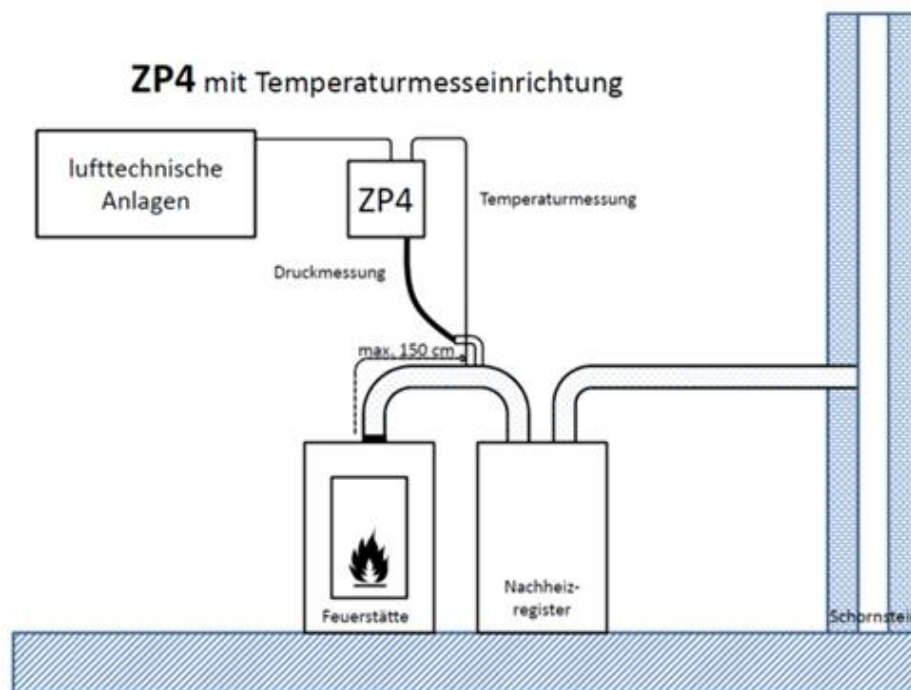 ZP4 mit Temperaturmesseinrichtung
lufttechnische
Anlagen
ZP4
Temperaturmessung
Druckmessung
max. 150 cm
Feuerstätte
Nachheiz-
register
Schornstein